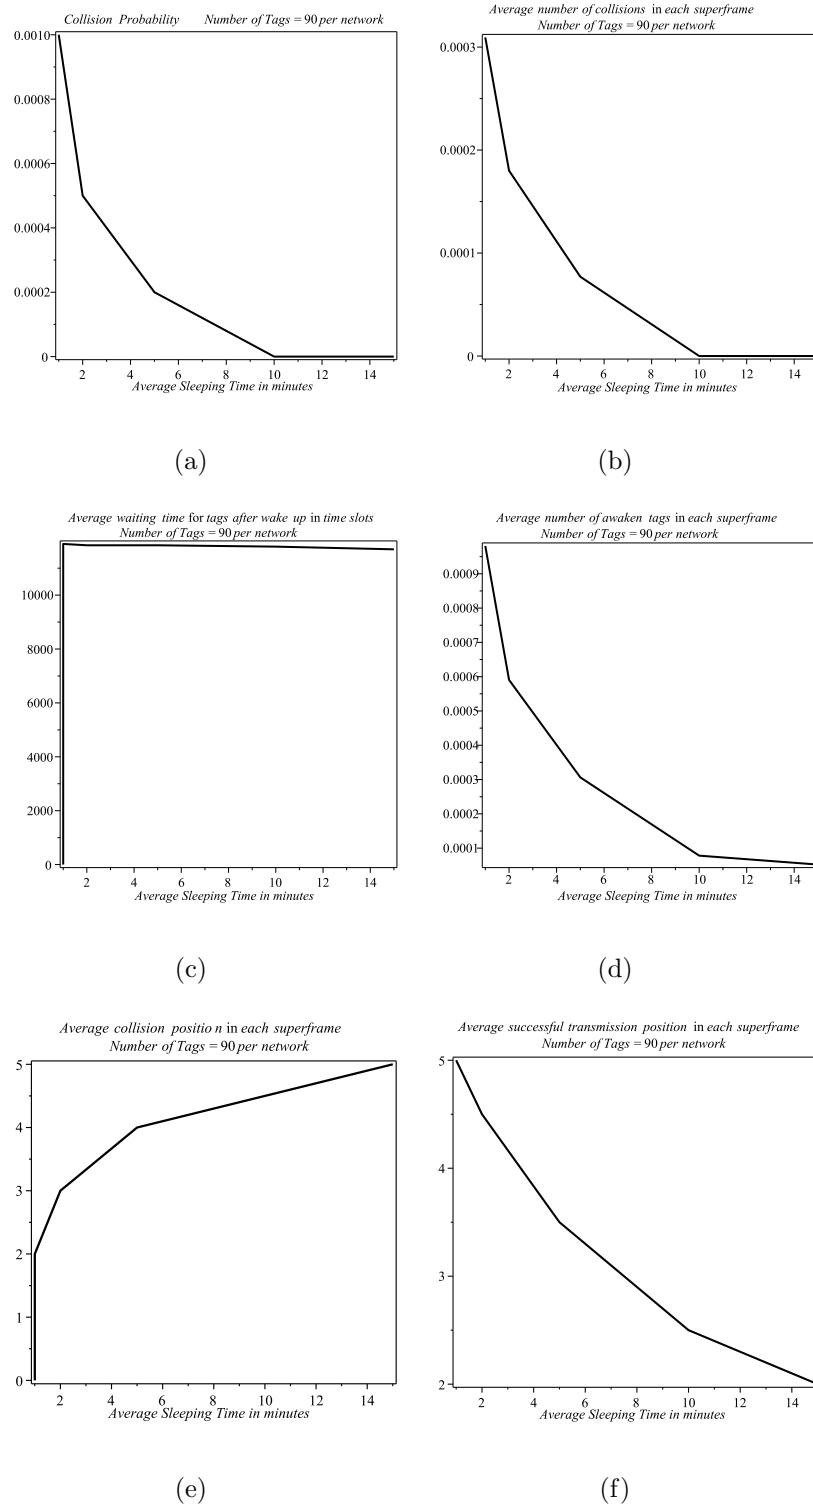 Collision Probability Number of Tags = 90 per network
0.0010
0.0008
0.0006
0.0004
0.0002
0
2 4 6 8 10 12 14
Average Sleeping Time in minutes
(a)
Average number of collisions in each superframe
Number of Tags = 90 per network
0.0003
0.0002
0.0001
0
2 4 6 8 10 12 14
Average Sleeping Time in minutes
(b)
Average waiting time for tags after wake up in time slots
Number of Tags = 90 per network
10000
8000
6000
4000
2000
0
2 4 6 8 10 12 14
Average Sleeping Time in minutes
(c)
Average number of awaken tags in each superframe
Number of Tags = 90 per network
0.0009
0.0008
0.0007
0.0006
0.0005
0.0004
0.0003
0.0002
0.0001
2 4 6 8 10 12 14
Average Sleeping Time in minutes
(d)
Average collision positio n in each superframe
Number of Tags = 90 per network
5
4
3
2
1
0
2 4 6 8 10 12 14
Average Sleeping Time in minutes
(e)
Average successful transmission position in each superframe
Number of Tags = 90 per network
5
4
3
2
2 4 6 8 10 12 14
Average Sleeping Time in minutes
(f)